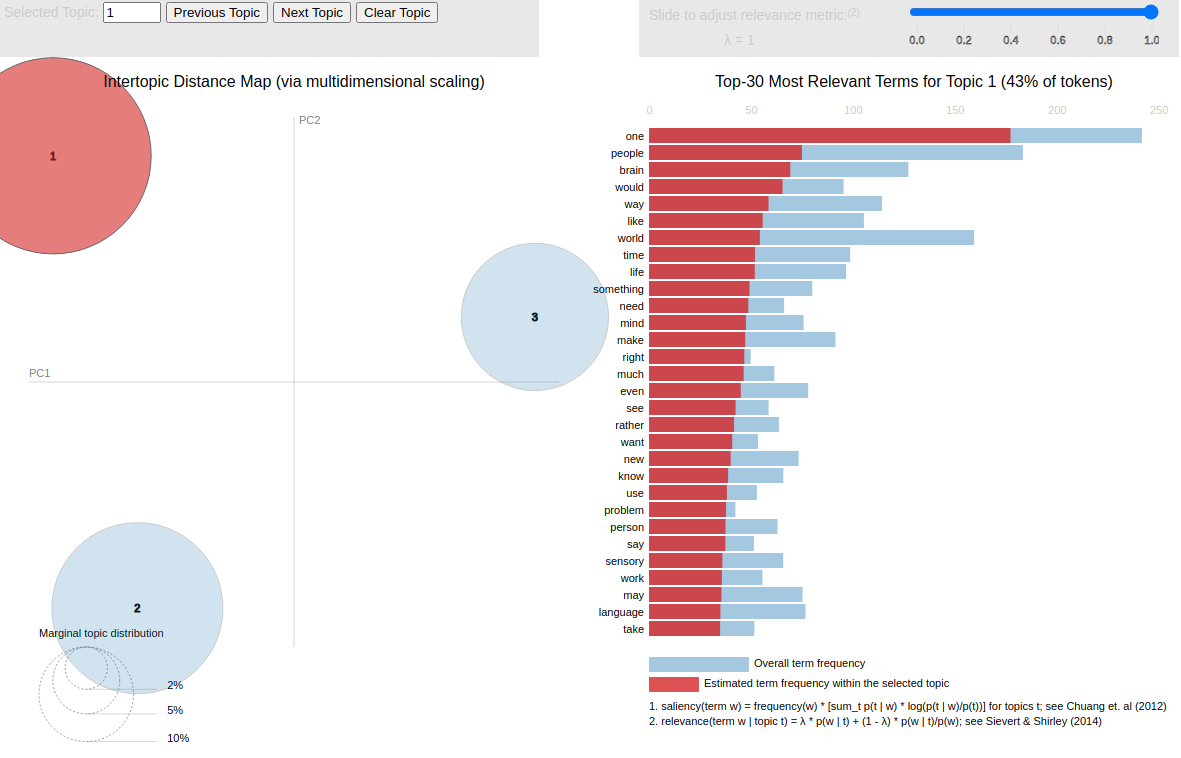 Selected Topic: 1 Previous Topic Next Topic Clear Topic
Slide to adjust relevance metric:(2)
λ = 1
0.0 0.2 0.4 0.6 0.8 1.0
Intertopic Distance Map (via multidimensional scaling)
PC2
PC1
1
3
2
Marginal topic distribution
2%
5%
10%
Top-30 Most Relevant Terms for Topic 1 (43% of tokens)
0 50 100 150 200 250
one
people
brain
would
way
like
world
time
life
something
need
mind
make
right
much
even
see
rather
want
new
know
use
problem
person
say
sensory
work
may
language
take
Overall term frequency
Estimated term frequency within the selected topic
1. saliency(term w) = frequency(w) * [sum_t p(t | w) * log(p(t | w)/p(t))] for topics t; see Chuang et. al (2012)
2. relevance(term w | topic t) = λ * p(w | t) + (1 - λ) * p(w | t)/p(w); see Sievert & Shirley (2014)